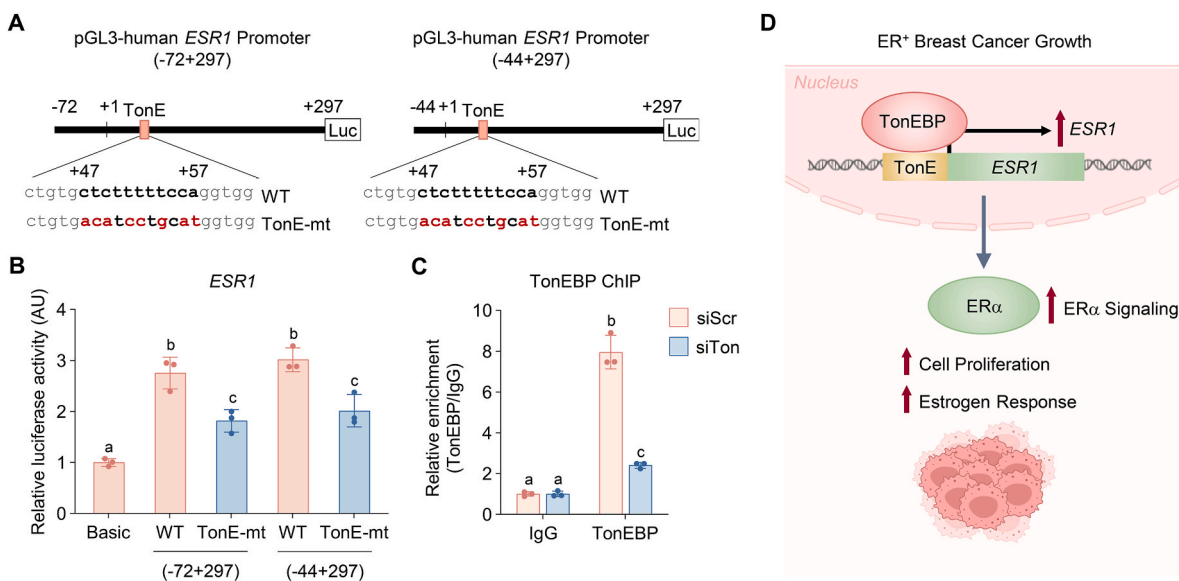 A
pGL3-human ESR1 Promoter
(-72+297)
-72
+1
TonE
+297
Luc
+47
+57
ctgtgctctttttccaggtgg
WT
ctgtgacatcctgcatggtgg
TonE-mt
pGL3-human ESR1 Promoter
(-44+297)
-44
+1
TonE
+297
Luc
+47
+57
ctgtgctctttttccaggtgg
WT
ctgtgacatcctgcatggtgg
TonE-mt
B
ESR1
Relative luciferase activity (AU)
4
3
2
1
0
a
b
c
b
c
Basic
WT
TonE-mt
WT
TonE-mt
(-72+297)
(-44+297)
C
TonEBP ChIP
Relative enrichment
(TonEBP/IgG)
10
8
6
4
2
0
a
a
b
c
IgG
TonEBP
siScr
siTon
D
ER+ Breast Cancer Growth
Nucleus
TonEBP
ESR1
TonE
ESR1
ERα
ERα Signaling
Cell Proliferation
Estrogen Response